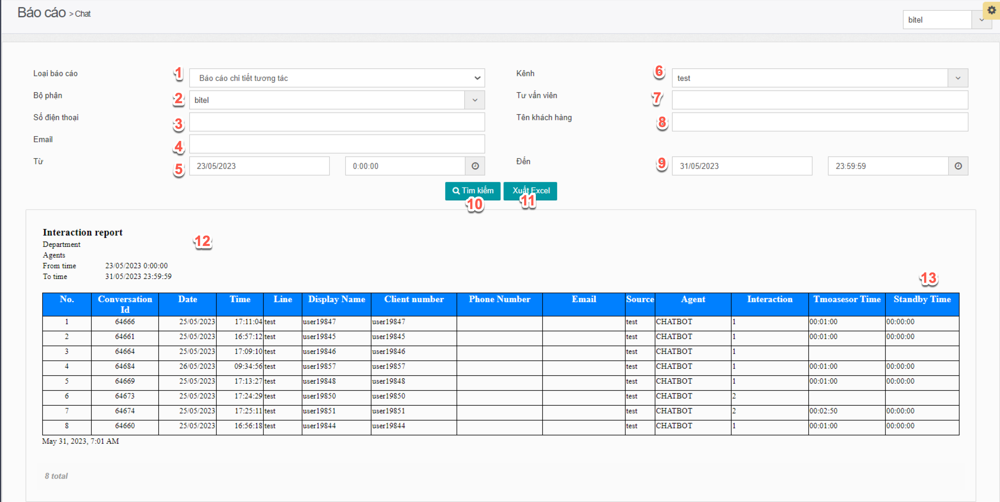 Báo cáo > Chat
bitel
Loại báo cáo 1 Báo cáo chi tiết tương tác Kênh 6 test
Bộ phận 2 bitel Tư vấn viên 7
Số điện thoại 3 Tên khách hàng 8
Email 4
Từ 5 23/05/2023 0:00:00 Đến 9 31/05/2023 23:59:59
Tìm kiếm Xuất Excel
10 11
Interaction report 12
Department
Agents
From time 23/05/2023 0:00:00
To time 31/05/2023 23:59:59
13
No. Conversation Id Date Time Line Display Name Client number Phone Number Email Source Agent Interaction Tmoasesor Time Standby Time
1 64666 25/05/2023 17:11:04 test user19847 user19847 test CHATBOT 1 00:01:00 00:00:00
2 64661 25/05/2023 16:57:12 test user19845 user19845 test CHATBOT 1 00:01:00 00:00:00
3 64664 25/05/2023 17:09:10 test user19846 user19846 test CHATBOT 1
4 64684 26/05/2023 09:34:56 test user19857 user19857 test CHATBOT 1 00:01:00 00:00:00
5 64669 25/05/2023 17:13:27 test user19848 user19848 test CHATBOT 1 00:01:00 00:00:00
6 64673 25/05/2023 17:24:29 test user19850 user19850 test CHATBOT 2
7 64674 25/05/2023 17:25:11 test user19851 user19851 test CHATBOT 2 00:02:50 00:00:00
8 64660 25/05/2023 16:56:18 test user19844 user19844 test CHATBOT 1 00:01:00 00:00:00
May 31, 2023, 7:01 AM
8 total